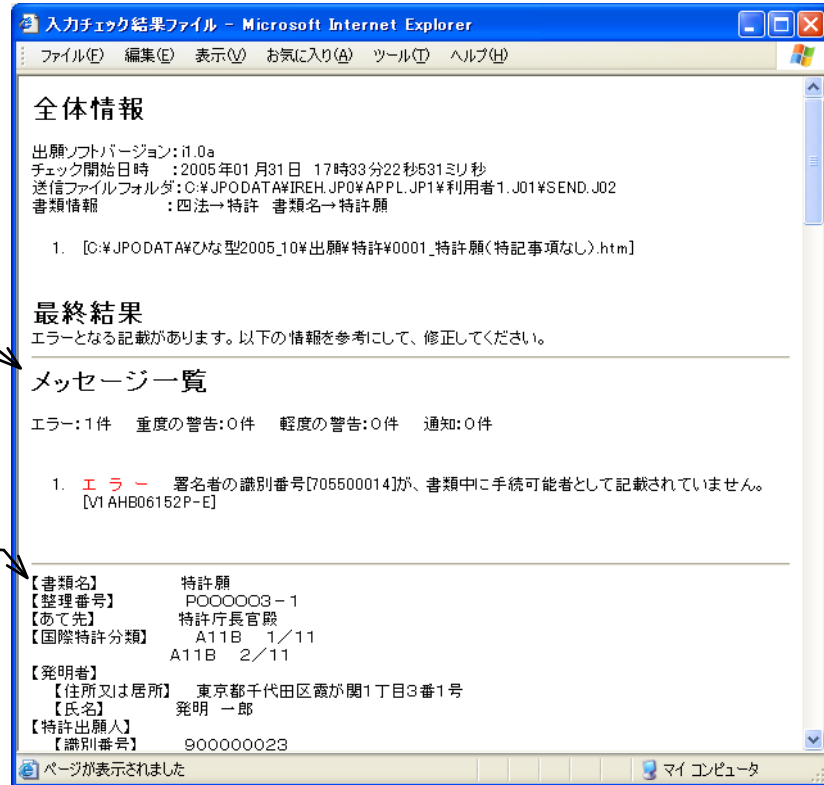 入力チェック結果ファイル - Microsoft Internet Explorer
ファイル(F) 編集(E) 表示(V) お気に入り(A) ツール(T) ヘルプ(H)
全体情報
出願ソフトバージョン:i1.0a
チェック開始日時 :2005年01月31日 17時33分22秒531ミリ秒
送信ファイルフォルダ:C:¥JPODATA¥IREH.JP0¥APPL.JP1¥利用者1.J01¥SEND.J02
書類情報 :四法→特許 書類名→特許願
1. [C:¥JPODATA¥ひな型2005_10¥出願¥特許¥0001_特許願(特記事項なし).htm]
最終結果
エラーとなる記載があります。以下の情報を参考にして、修正してください。
メッセージ一覧
エラー:1件 重度の警告:0件 軽度の警告:0件 通知:0件
1. エ ラ ー 署名者の識別番号[705500014]が、書類中に手続可能者として記載されていません。
[V1AHB06152P-E]
【書類名】 特許願
【整理番号】 P000003-1
【あて先】 特許庁長官殿
【国際特許分類】 A11B 1/11
A11B 2/11
【発明者】
【住所又は居所】 東京都千代田区霞が関1丁目3番1号
【氏名】 発明 一郎
【特許出願人】
【識別番号】 900000023
ページが表示されました マイ コンピュータ